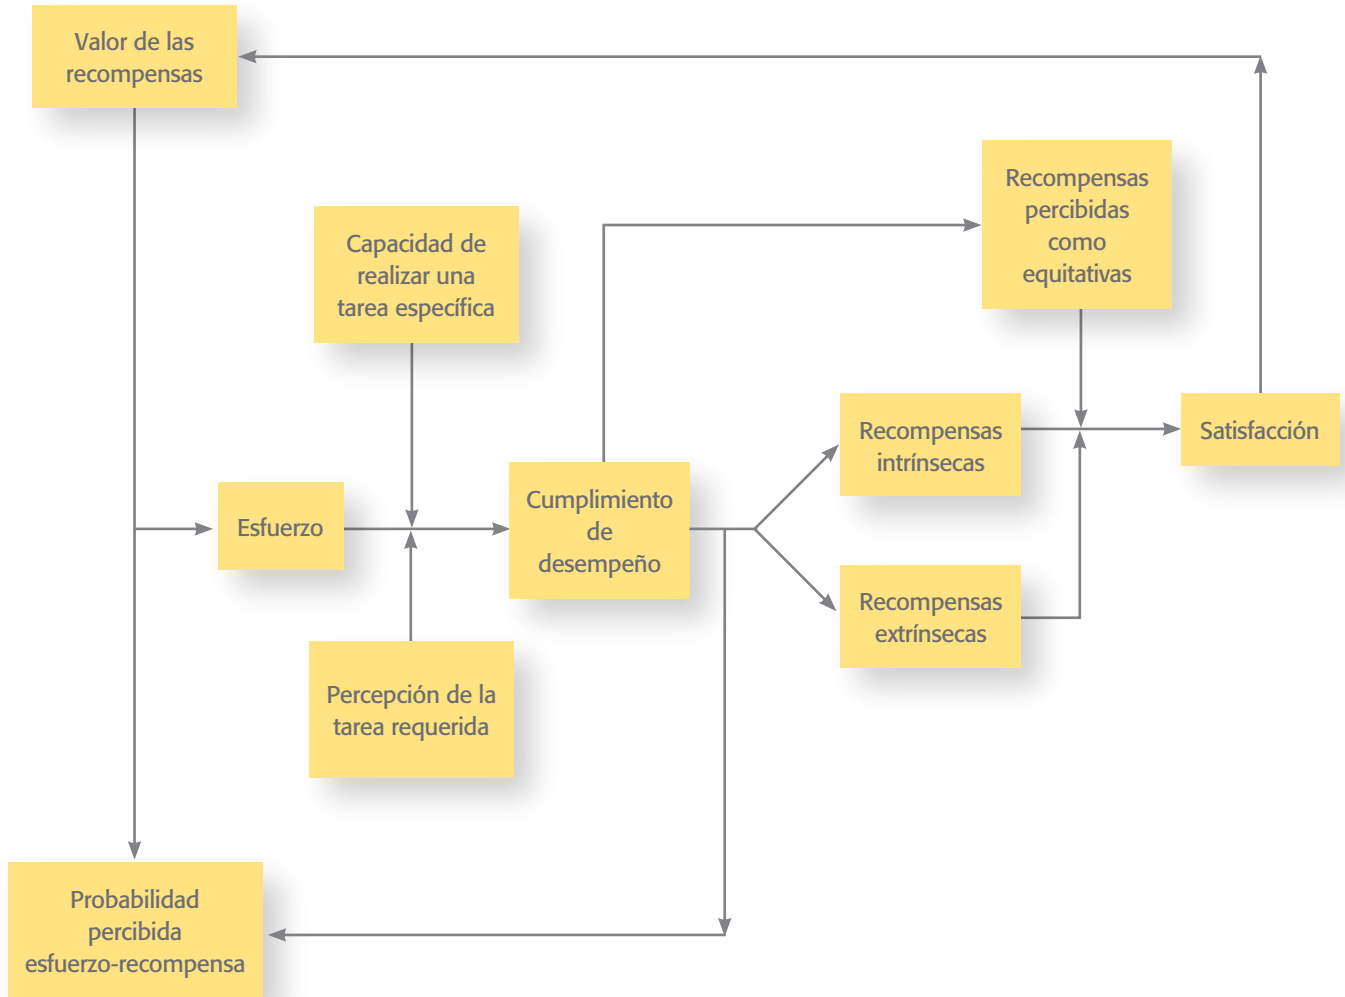 Valor de las
recompensas
Recompensas
percibidas
como
equitativas
Capacidad de
realizar una
tarea específica
Recompensas
intrínsecas
Satisfacción
Esfuerzo
Cumplimiento
de
desempeño
Recompensas
extrínsecas
Percepción de la
tarea requerida
Probabilidad
percibida
esfuerzo-recompensa